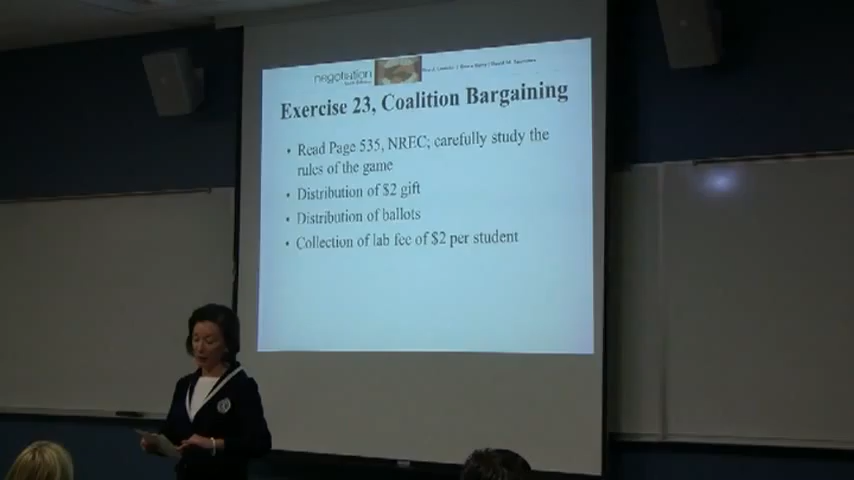 negotiation
Exercise 23, Coalition Bargaining
• Read Page 535, NREC; carefully study the
rules of the game
• Distribution of $2 gift
• Distribution of ballots
• Collection of lab fee of $2 per student